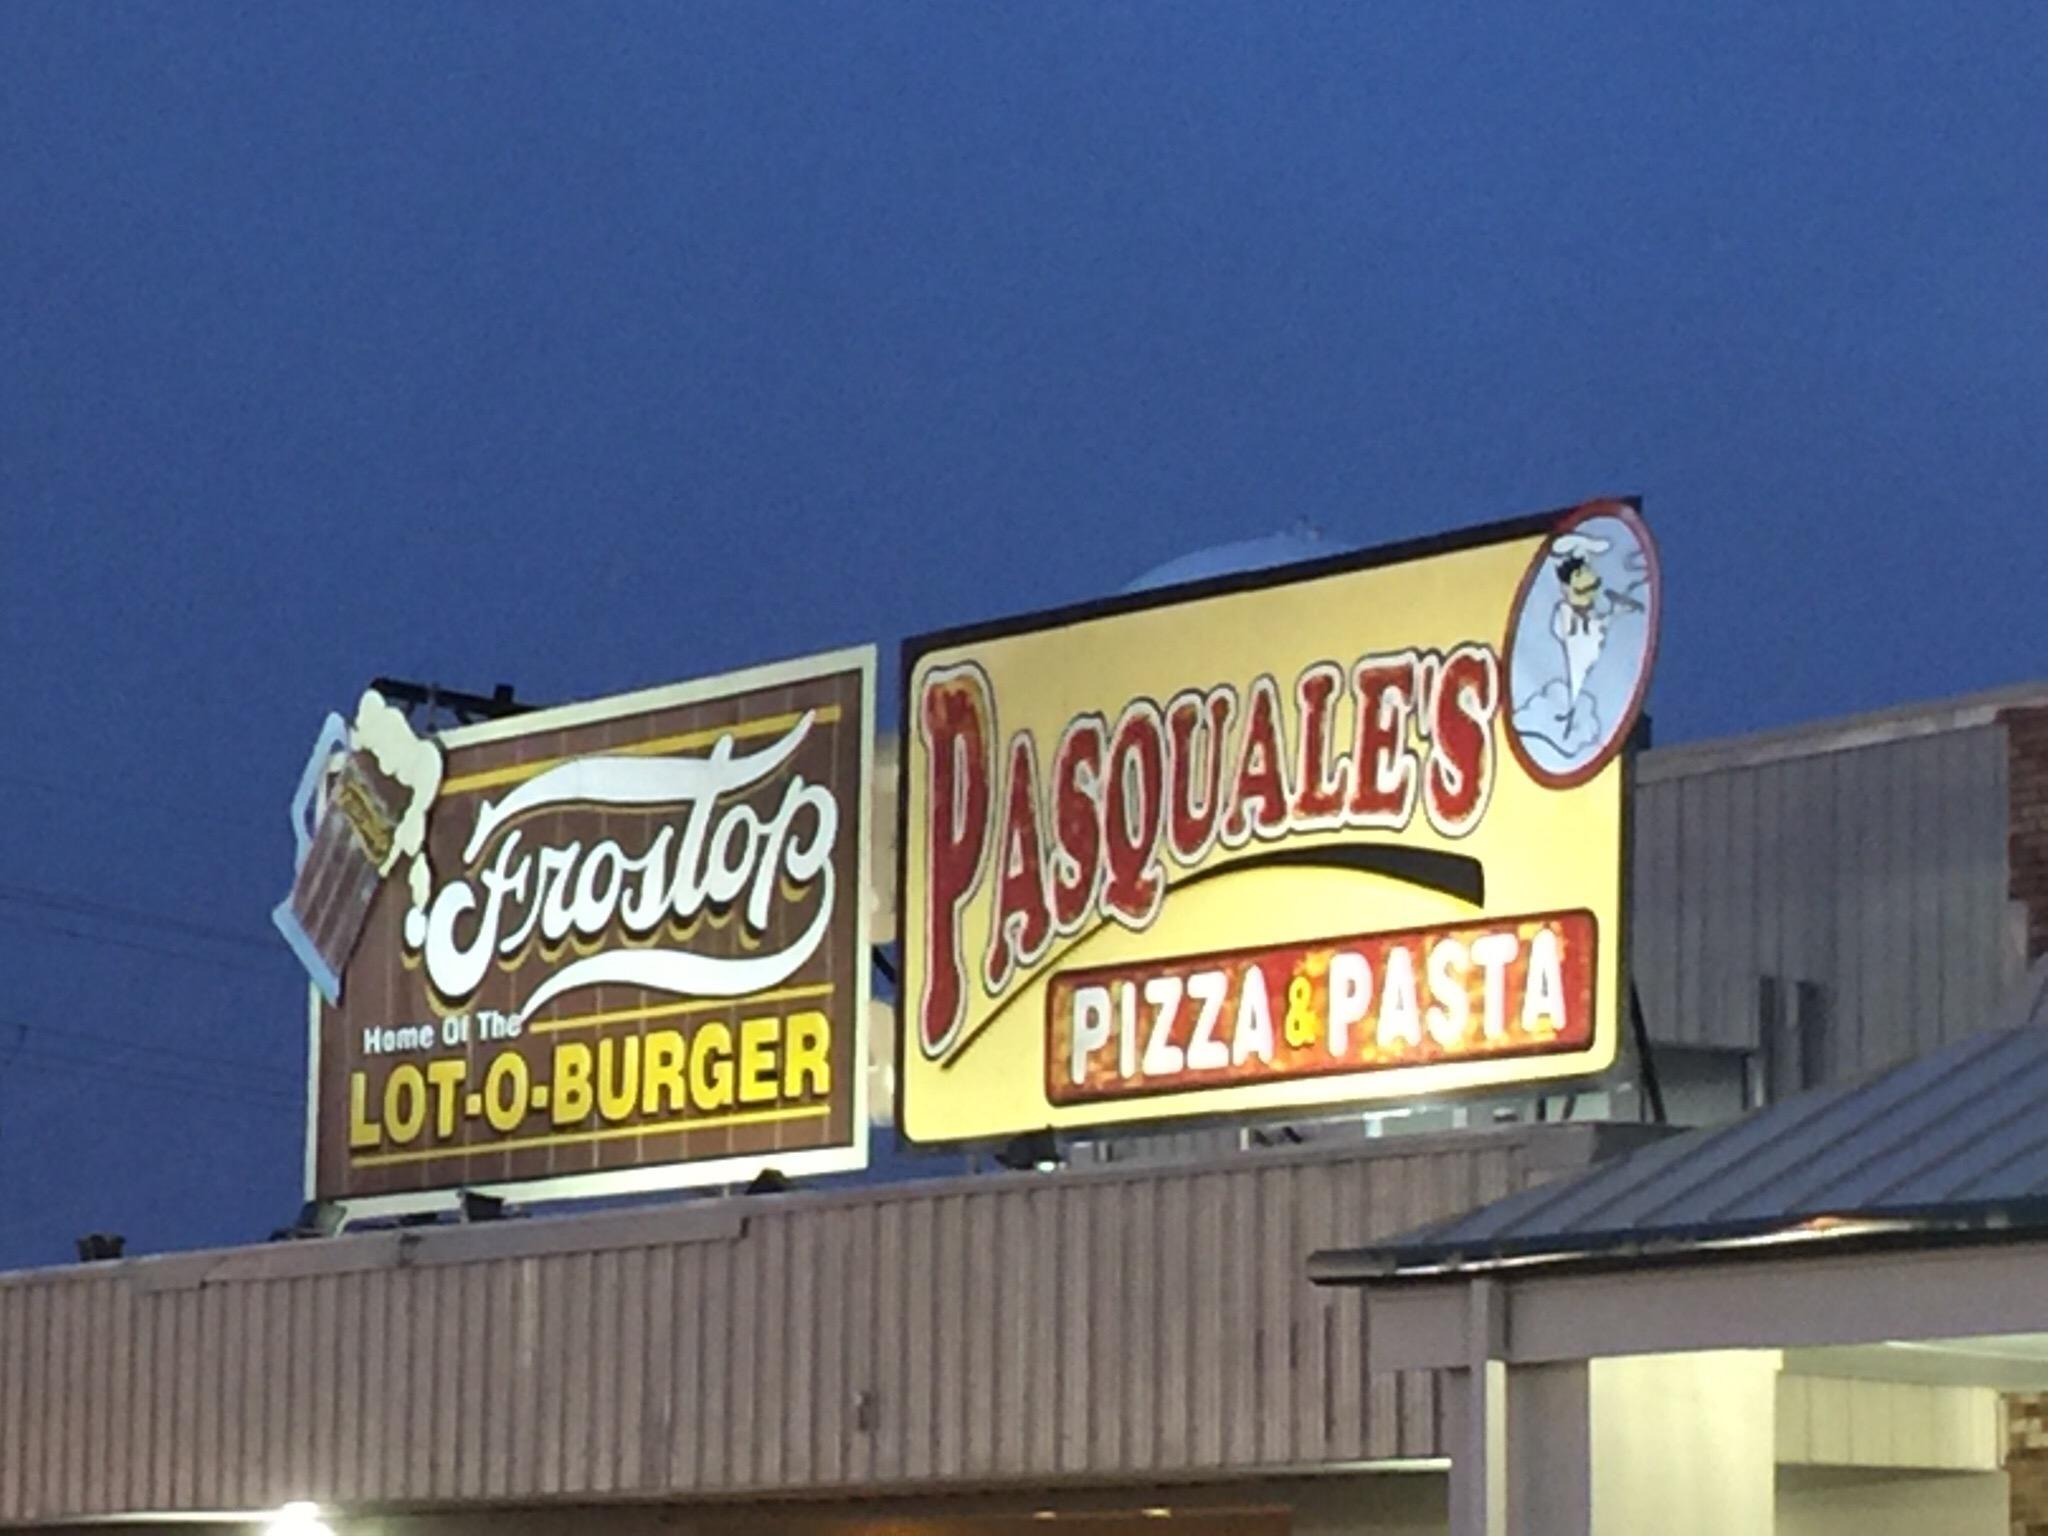 Frostop
Home Of The
LOT-O-BURGER
PASQUALE'S
PIZZA & PASTA